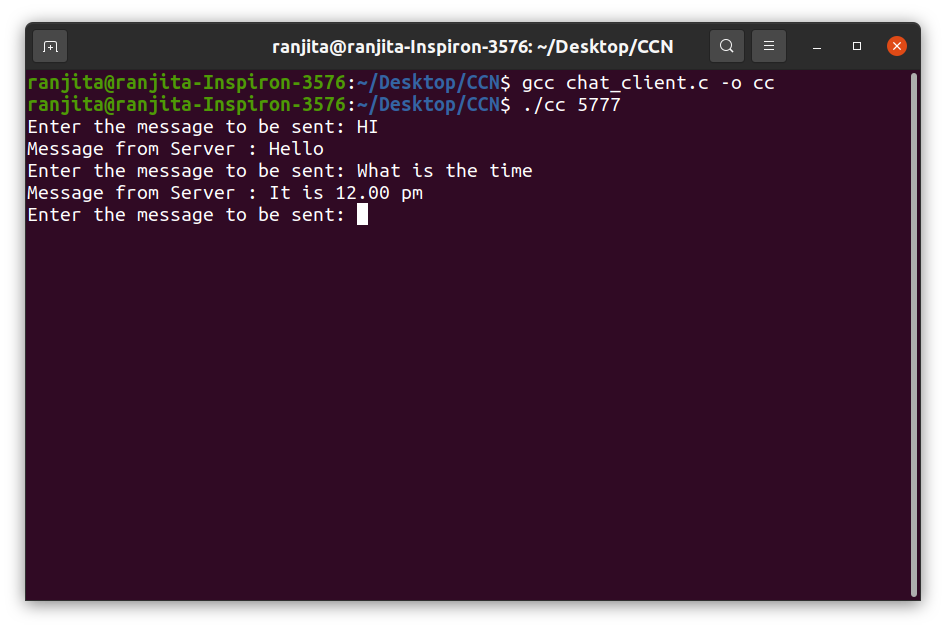 ranjita@ranjita-Inspiron-3576: ~/Desktop/CCN
ranjita@ranjita-Inspiron-3576:~/Desktop/CCN$ gcc chat_client.c -o cc
ranjita@ranjita-Inspiron-3576:~/Desktop/CCN$ ./cc 5777
Enter the message to be sent: HI
Message from Server : Hello
Enter the message to be sent: What is the time
Message from Server : It is 12.00 pm
Enter the message to be sent: